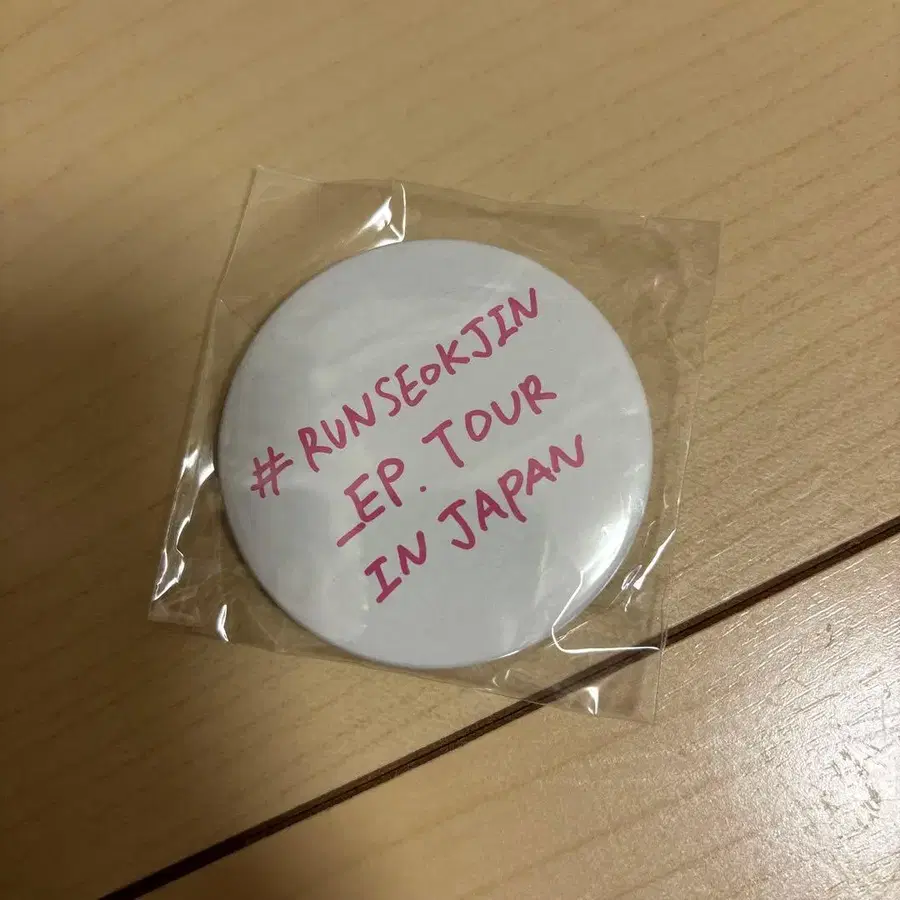 #RUNSEOKJIN
_EP. TOUR
IN JAPAN